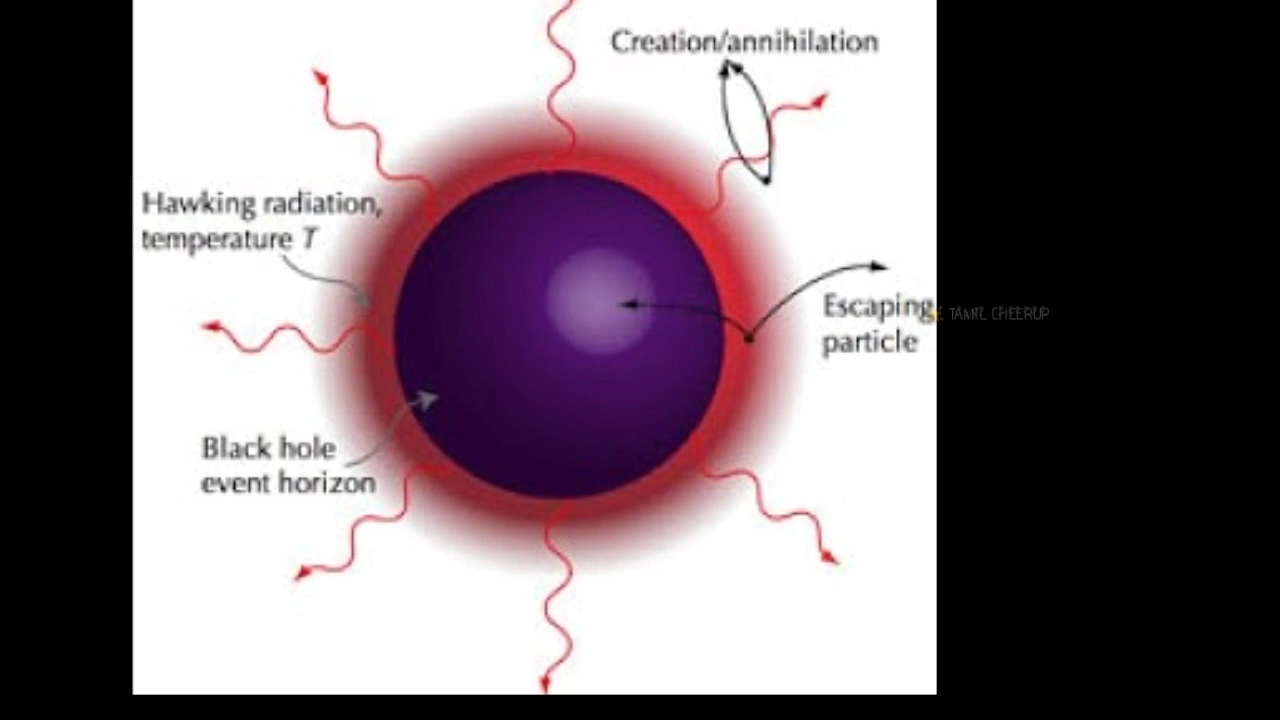 Creation/annihilation
Hawking radiation,
temperature T
Escaping
particle
TAMIL CHEERUP
Black hole
event horizon